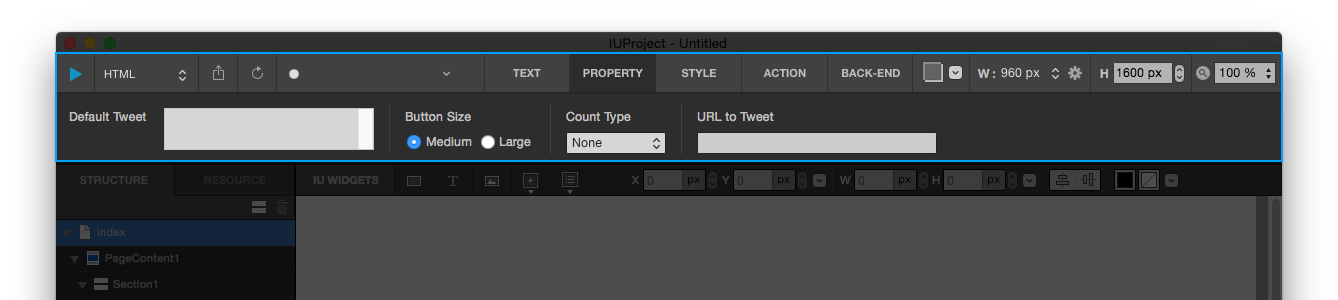 IUProject - Untitled
HTML TEXT PROPERTY STYLE ACTION BACK-END W: 960 px H 1600 px 100 %
Default Tweet Button Size Count Type URL to Tweet
Medium Large None
STRUCTURE RESOURCE IU WIDGETS T X 0 px Y 0 px W 0 px H 0 px
Index
PageContent1
Section1